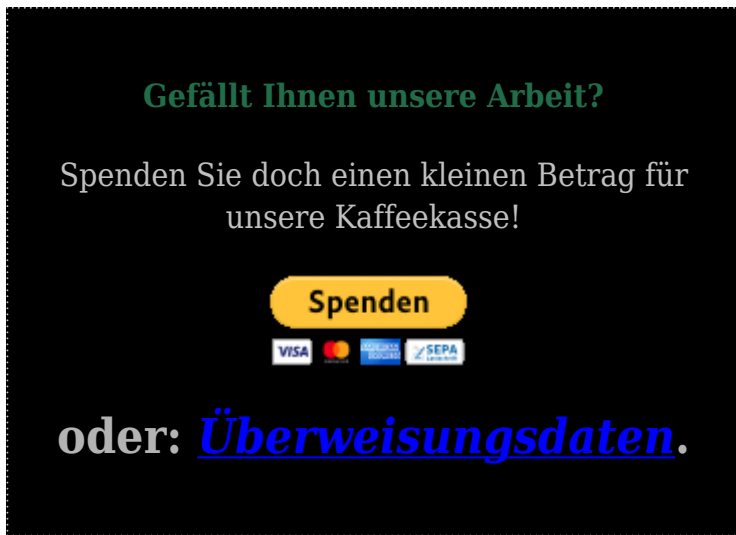 Gefällt Ihnen unsere Arbeit?
Spenden Sie doch einen kleinen Betrag für
unsere Kaffeekasse!
Spenden
VISA SEPA
oder: Überweisungsdaten.